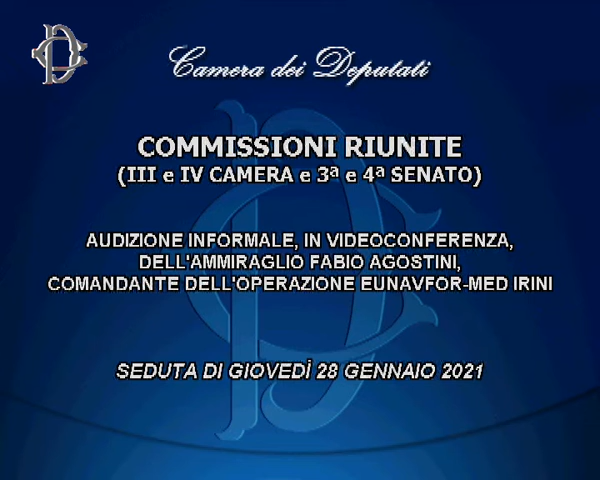 Camera dei Deputati
COMMISSIONI RIUNITE
(III e IV CAMERA e 3ª e 4ª SENATO)
AUDIZIONE INFORMALE, IN VIDEOCONFERENZA,
DELL'AMMIRAGLIO FABIO AGOSTINI,
COMANDANTE DELL'OPERAZIONE EUNAVFOR-MED IRINI
SEDUTA DI GIOVEDÌ 28 GENNAIO 2021